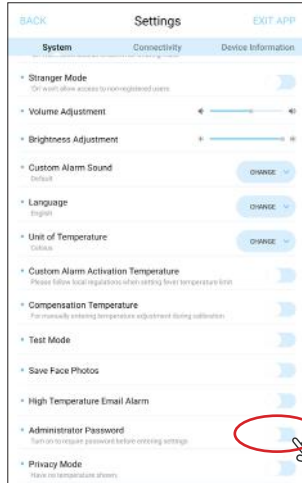 BACK Settings EXIT APP
System Connectivity Device Information
Stranger Mode
'On' won't allow access to non-registered users
Volume Adjustment
Brightness Adjustment
Custom Alarm Sound
Default
CHANGE
Language
English
CHANGE
Unit of Temperature
Celsius
CHANGE
Custom Alarm Activation Temperature
Please follow local regulations when setting fever temperature limit
Compensation Temperature
For manually entering temperature adjustment during calibration
Test Mode
Save Face Photos
High Temperature Email Alarm
Administrator Password
Turn on to require password before entering settings
Privacy Mode
Have no temperature shown